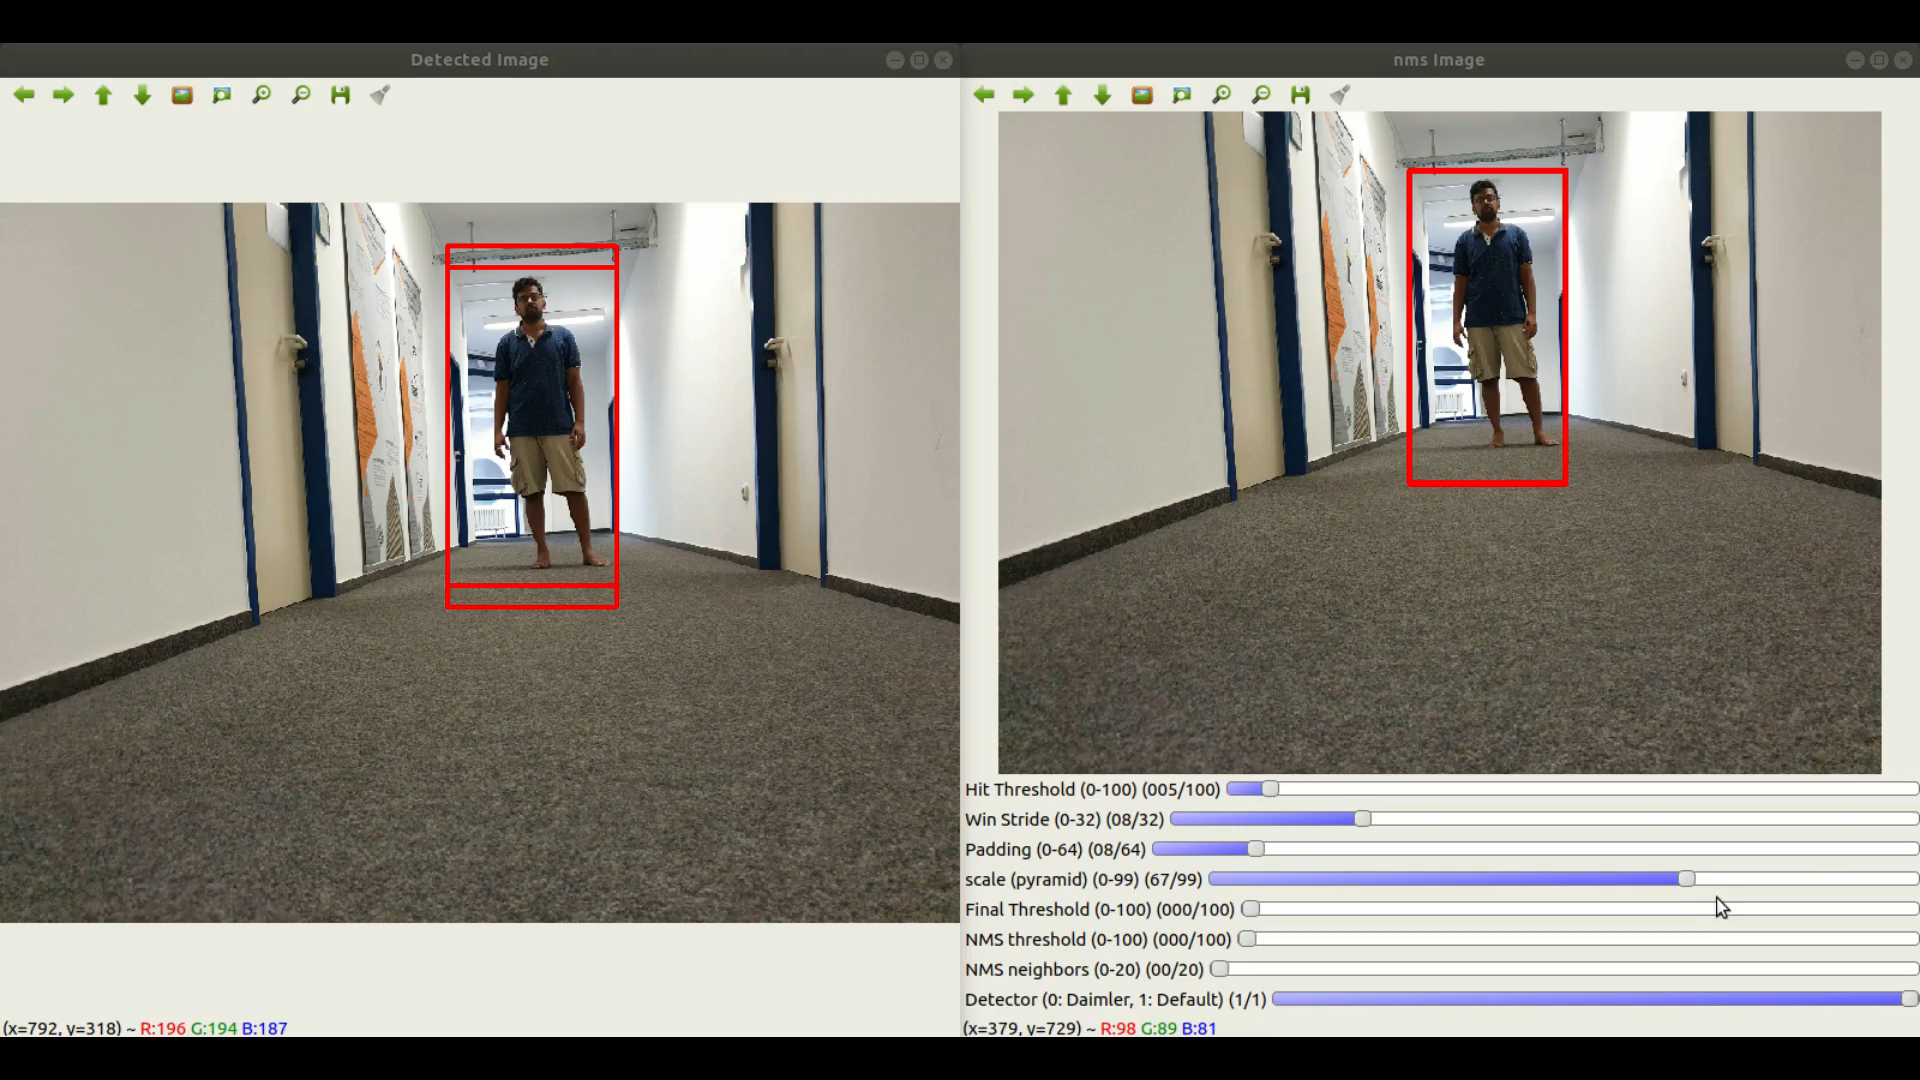 Detected Image
nms Image
Hit Threshold (0-100) (005/100)
Win Stride (0-32) (08/32)
Padding (0-64) (08/64)
scale (pyramid) (0-99) (67/99)
Final Threshold (0-100) (000/100)
NMS threshold (0-100) (000/100)
NMS neighbors (0-20) (00/20)
Detector (0: Daimler, 1: Default) (1/1)
(x=792, y=318) ~ R:196 G:194 B:187
(x=379, y=729) ~ R:98 G:89 B:81